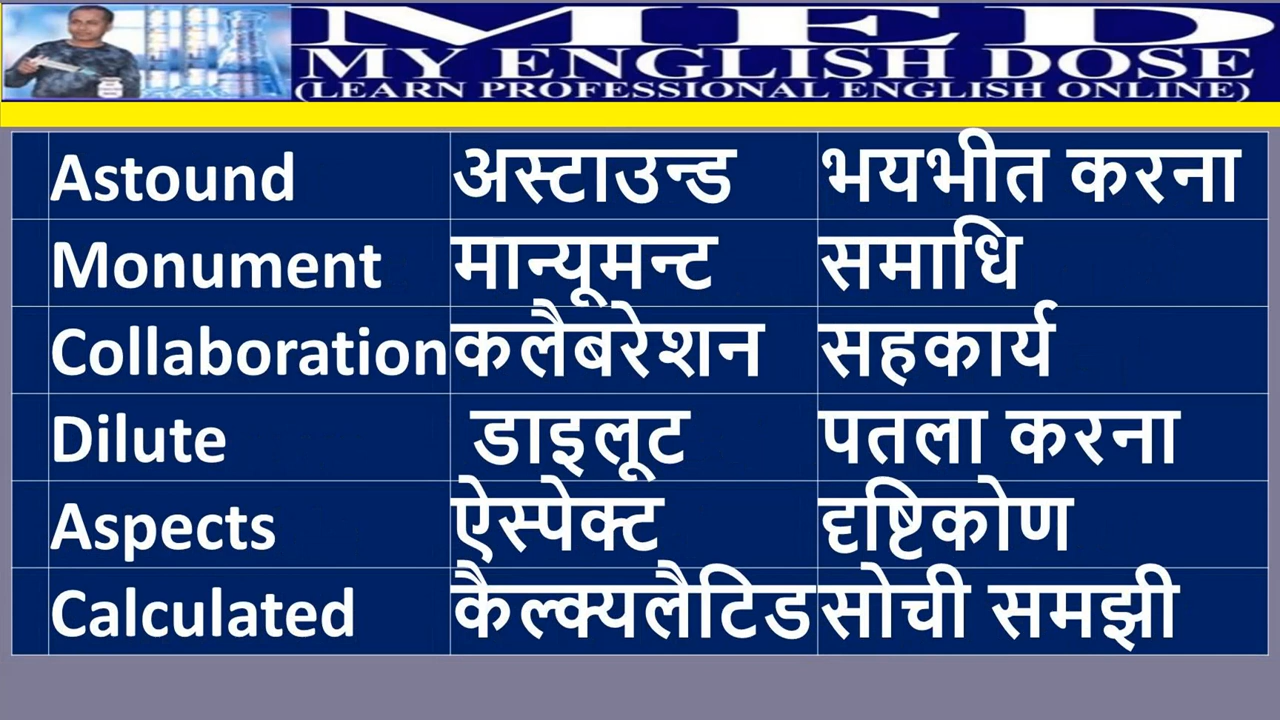 MED
MY ENGLISH DOSE
(LEARN PROFESSIONAL ENGLISH ONLINE)
Astound अस्टाउन्ड भयभीत करना
Monument मान्यूमन्ट समाधि
Collaboration कलैबरेशन सहकार्य
Dilute डाइलूट पतला करना
Aspects ऐस्पेक्ट दृष्टिकोण
Calculated कैल्क्यलैटिड सोची समझी